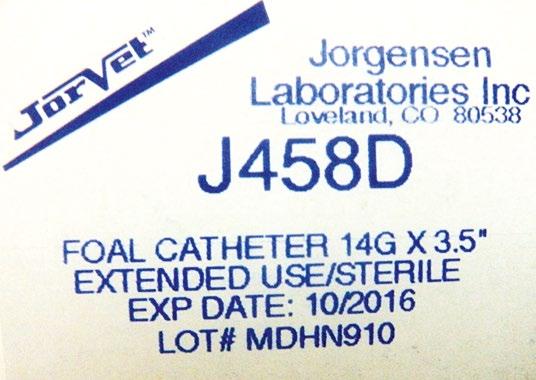 JorVet™
Jorgensen
Laboratories Inc
Loveland, CO 80538
J458D
FOAL CATHETER 14G X 3.5"
EXTENDED USE/STERILE
EXP DATE: 10/2016
LOT# MDHN910